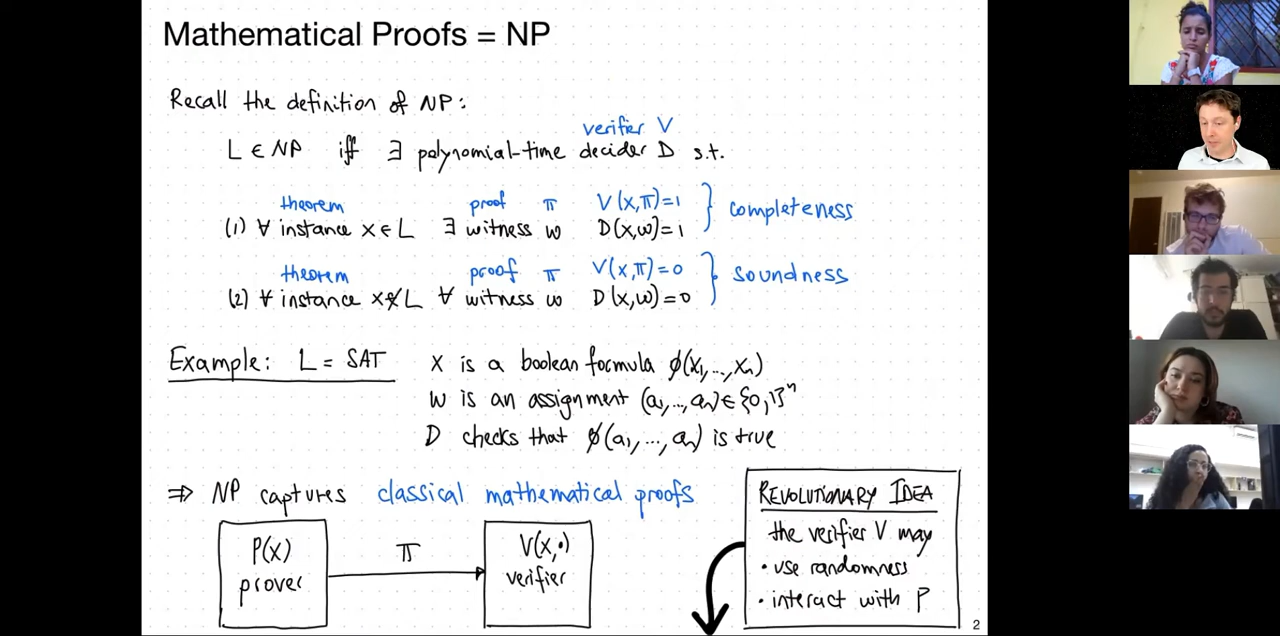 Mathematical Proofs = NP
Recall the definition of NP:
verifier V
L ∈ NP iff ∃ polynomial-time decider D s.t.
theorem proof π V(x,π)=1
(1) ∀ instance x∈L ∃ witness w D(x,w)=1 } completeness
theorem proof π V(x,π)=0
(2) ∀ instance x∉L ∀ witness w D(x,w)=0 } soundness
Example: L = SAT X is a boolean formula ϕ(x₁,...,xₙ)
w is an assignment (a₁,...,aₙ)∈{0,1}ⁿ
D checks that ϕ(a₁,...,aₙ) is true
⇒ NP captures classical mathematical proofs
P(x)
prover
π
V(x,·)
verifier
REVOLUTIONARY IDEA
the verifier V may
• use randomness
• interact with P
2